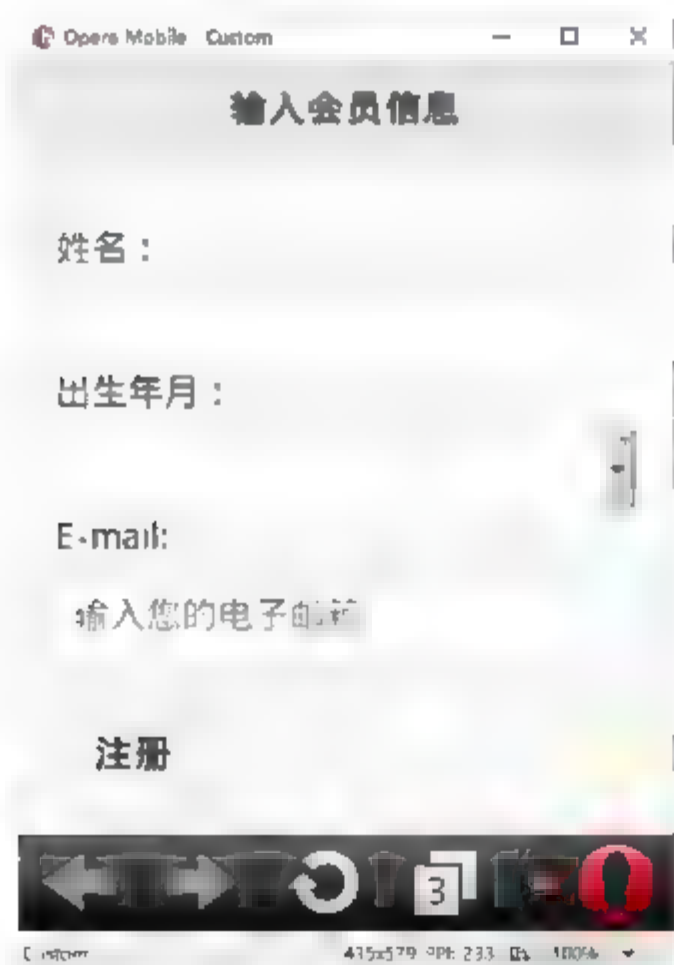 Opera Mobile Custom
输入会员信息
姓名：
出生年月：
E-mail:
输入您的电子邮箱
注册
3
Custom
PPI: 233 100%